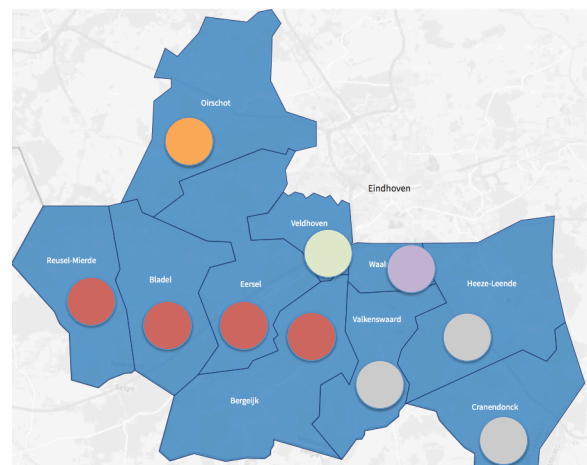 Oirschot
Eindhoven
Veldhoven
Reusel-Mierde
Waal
Bladel
Eersel
Heeze-Leende
Valkenswaard
Bergeijk
Cranendonck